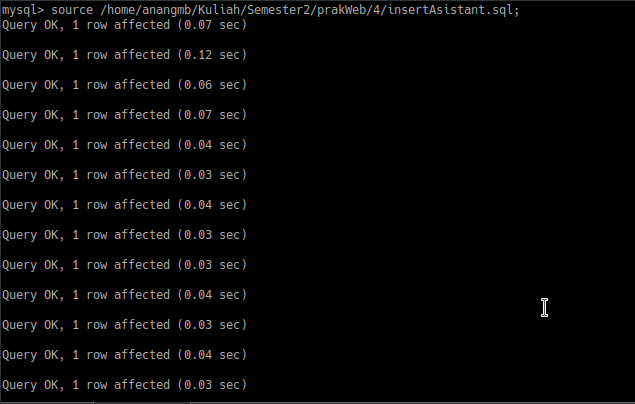 mysql> source /home/anangmb/Kuliah/Semester2/prakWeb/4/insertAsistant.sql;
Query OK, 1 row affected (0.07 sec)
Query OK, 1 row affected (0.12 sec)
Query OK, 1 row affected (0.06 sec)
Query OK, 1 row affected (0.07 sec)
Query OK, 1 row affected (0.04 sec)
Query OK, 1 row affected (0.03 sec)
Query OK, 1 row affected (0.04 sec)
Query OK, 1 row affected (0.03 sec)
Query OK, 1 row affected (0.03 sec)
Query OK, 1 row affected (0.04 sec)
Query OK, 1 row affected (0.03 sec)
Query OK, 1 row affected (0.04 sec)
Query OK, 1 row affected (0.03 sec)